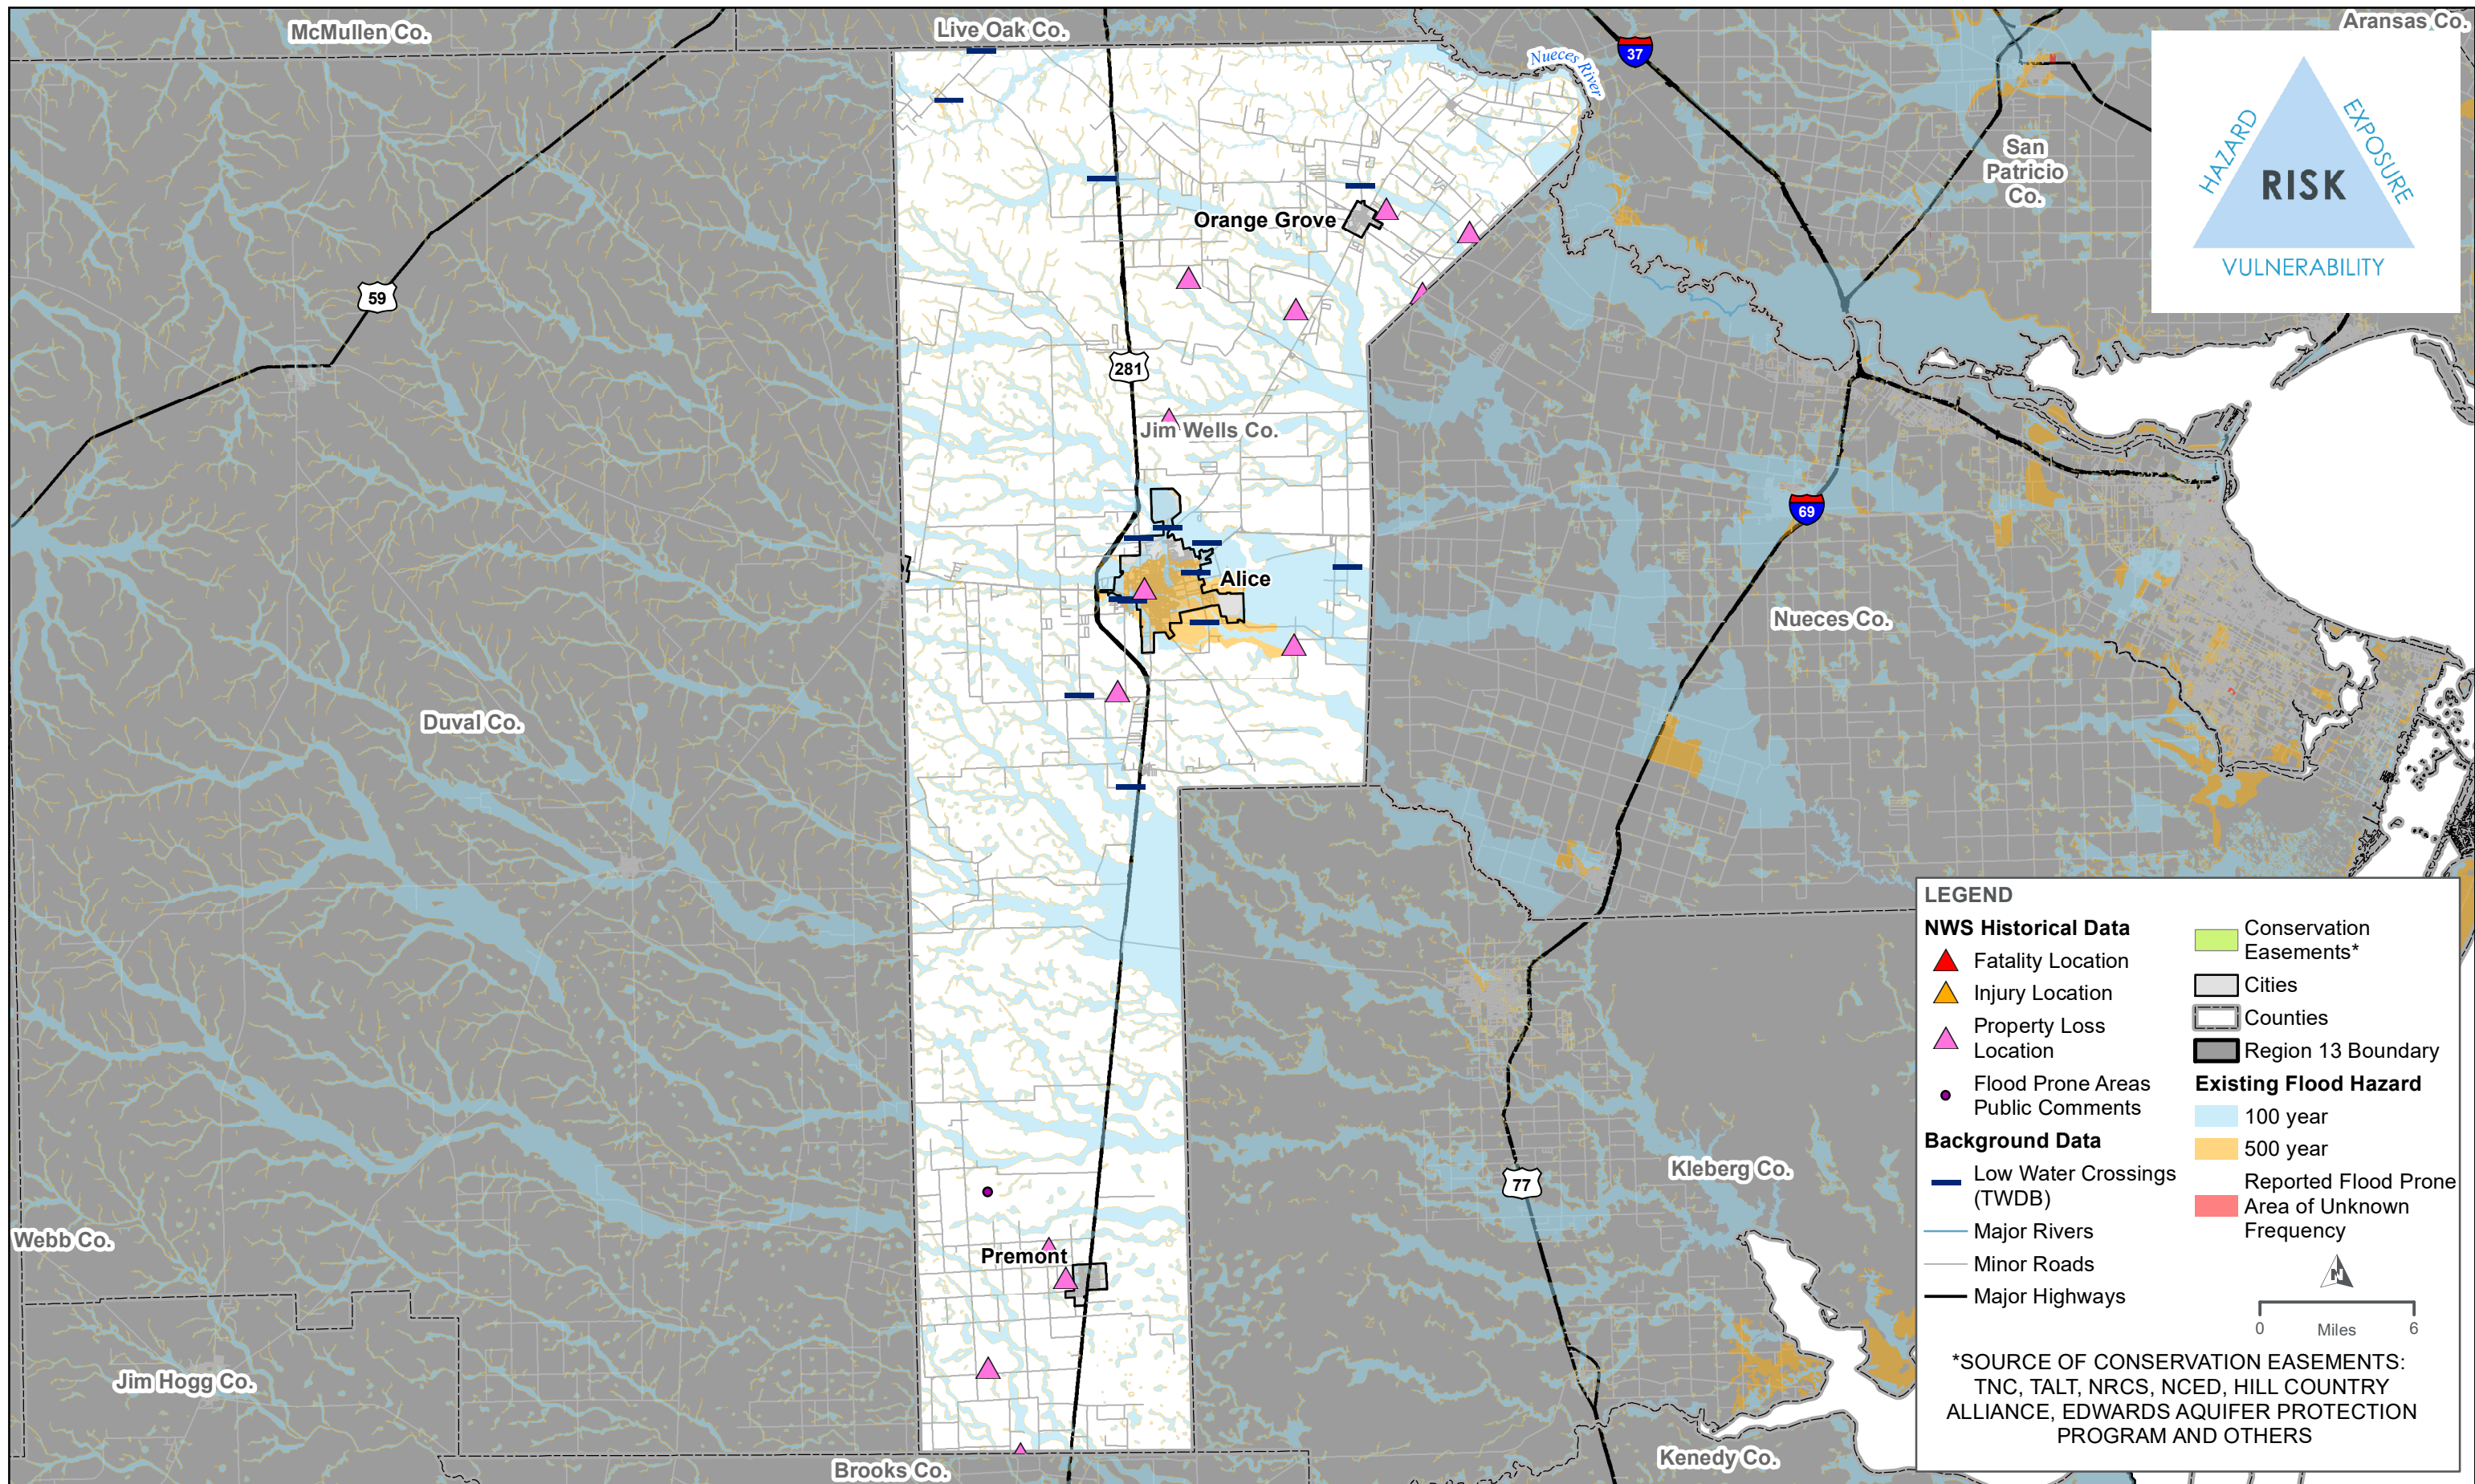 McMullen Co.
Live Oak Co.
Aransas Co.
Nueces River
37
HAZARD
EXPOSURE
RISK
VULNERABILITY
San
Patricio
Co.
Orange Grove
59
281
Jim Wells Co.
69
Alice
Nueces Co.
Duval Co.
Kleberg Co.
77
Webb Co.
Premont
Jim Hogg Co.
Brooks Co.
Kenedy Co.
LEGEND
NWS Historical Data
Fatality Location
Injury Location
Property Loss
Location
Flood Prone Areas
Public Comments
Background Data
Low Water Crossings
(TWDB)
Major Rivers
Minor Roads
Major Highways
Conservation
Easements*
Cities
Counties
Region 13 Boundary
Existing Flood Hazard
100 year
500 year
Reported Flood Prone
Area of Unknown
Frequency
N
0 Miles 6
*SOURCE OF CONSERVATION EASEMENTS:
TNC, TALT, NRCS, NCED, HILL COUNTRY
ALLIANCE, EDWARDS AQUIFER PROTECTION
PROGRAM AND OTHERS